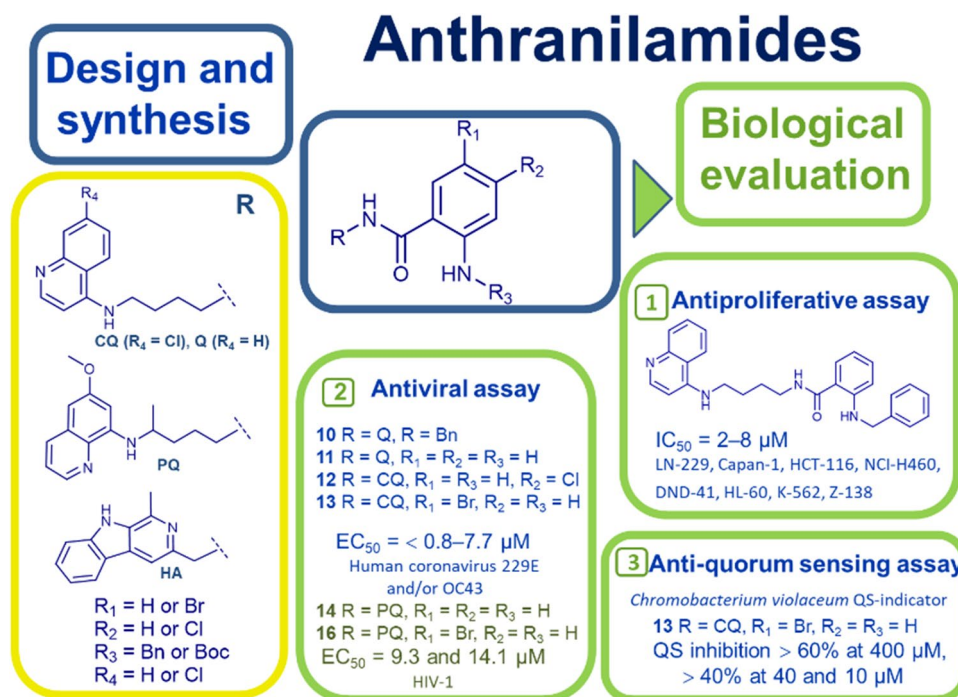 Anthranilamides
Design and
synthesis
R
R4
N
N
H
CQ (R4 = Cl), Q (R4 = H)
O
N
H
N
PQ
H
N
N
HA
R1 = H or Br
R2 = H or Cl
R3 = Bn or Boc
R4 = H or Cl
R1
R2
H
N
R
O
HN
R3
Biological
evaluation
1 Antiproliferative assay
N
N
H
H
N
O
HN
IC50 = 2–8 µM
LN-229, Capan-1, HCT-116, NCI-H460,
DND-41, HL-60, K-562, Z-138
2 Antiviral assay
10 R = Q, R = Bn
11 R = Q, R1 = R2 = R3 = H
12 R = CQ, R1 = R3 = H, R2 = Cl
13 R = CQ, R1 = Br, R2 = R3 = H
EC50 = < 0.8–7.7 µM
Human coronavirus 229E
and/or OC43
14 R = PQ, R1 = R2 = R3 = H
16 R = PQ, R1 = Br, R2 = R3 = H
EC50 = 9.3 and 14.1 µM
HIV-1
3 Anti-quorum sensing assay
Chromobacterium violaceum QS-indicator
13 R = CQ, R1 = Br, R2 = R3 = H
QS inhibition > 60% at 400 µM,
> 40% at 40 and 10 µM